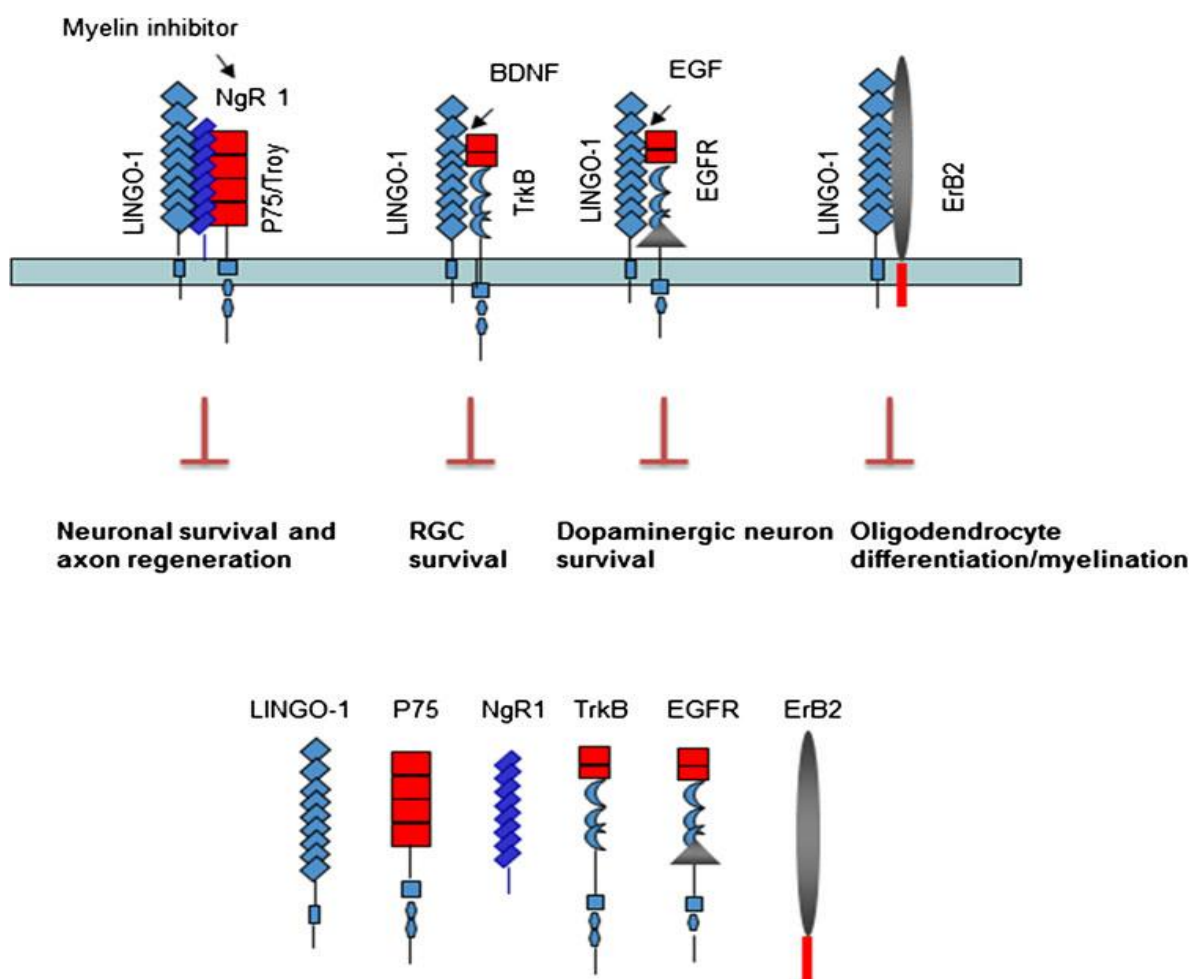 Myelin inhibitor
NgR 1
BDNF
EGF
LINGO-1
P75/Troy
LINGO-1
TrkB
LINGO-1
EGFR
LINGO-1
ErB2
Neuronal survival and
axon regeneration
RGC
survival
Dopaminergic neuron
survival
Oligodendrocyte
differentiation/myelination
LINGO-1
P75
NgR1
TrkB
EGFR
ErB2